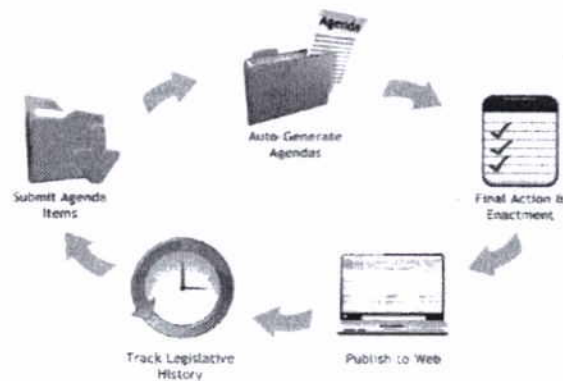 Agenda
Auto Generate
Agendas
Submit Agenda
Items
Final Action &
Enactment
Track Legislative
History
Publish to Web